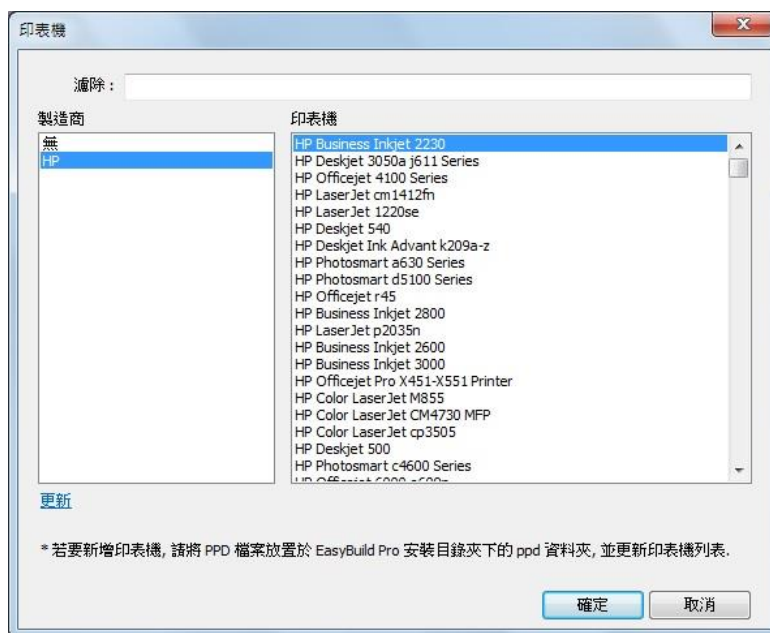 印表機
濾除：
製造商
印表機
無
HP
HP Business Inkjet 2230
HP Deskjet 3050a j611 Series
HP Officejet 4100 Series
HP LaserJet cm1412fn
HP LaserJet 1220se
HP Deskjet 540
HP Deskjet Ink Advant k209a-z
HP Photosmart a630 Series
HP Photosmart d5100 Series
HP Officejet r45
HP Business Inkjet 2800
HP LaserJet p2035n
HP Business Inkjet 2600
HP Business Inkjet 3000
HP Officejet Pro X451-X551 Printer
HP Color LaserJet M855
HP Color LaserJet CM4730 MFP
HP Color LaserJet cp3505
HP Deskjet 500
HP Photosmart c4600 Series
更新
* 若要新增印表機, 請將 PPD 檔案放置於 EasyBuild Pro 安裝目錄夾下的 ppd 資料夾, 並更新印表機列表.
確定
取消